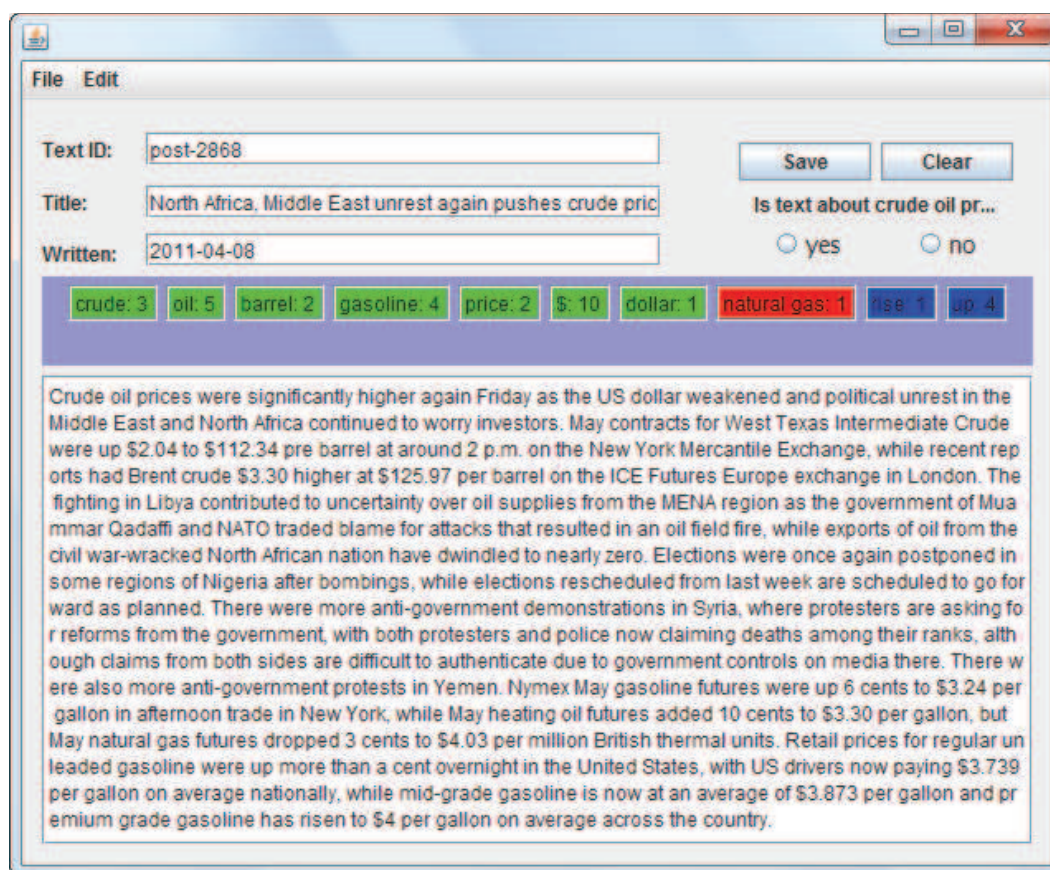 File Edit
Text ID: post-2868
Save Clear
Title: North Africa, Middle East unrest again pushes crude pric
Is text about crude oil pr...
Written: 2011-04-08
yes no
crude: 3 oil: 5 barrel: 2 gasoline: 4 price: 2 $: 10 dollar: 1 natural gas: 1 rise: 1 up: 4
Crude oil prices were significantly higher again Friday as the US dollar weakened and political unrest in the
Middle East and North Africa continued to worry investors. May contracts for West Texas Intermediate Crude
were up $2.04 to $112.34 pre barrel at around 2 p.m. on the New York Mercantile Exchange, while recent rep
orts had Brent crude $3.30 higher at $125.97 per barrel on the ICE Futures Europe exchange in London. The
fighting in Libya contributed to uncertainty over oil supplies from the MENA region as the government of Mua
mmar Qadaffi and NATO traded blame for attacks that resulted in an oil field fire, while exports of oil from the
civil war-wracked North African nation have dwindled to nearly zero. Elections were once again postponed in
some regions of Nigeria after bombings, while elections rescheduled from last week are scheduled to go for
ward as planned. There were more anti-government demonstrations in Syria, where protesters are asking fo
r reforms from the government, with both protesters and police now claiming deaths among their ranks, alth
ough claims from both sides are difficult to authenticate due to government controls on media there. There w
ere also more anti-government protests in Yemen. Nymex May gasoline futures were up 6 cents to $3.24 per
gallon in afternoon trade in New York, while May heating oil futures added 10 cents to $3.30 per gallon, but
May natural gas futures dropped 3 cents to $4.03 per million British thermal units. Retail prices for regular un
leaded gasoline were up more than a cent overnight in the United States, with US drivers now paying $3.739
per gallon on average nationally, while mid-grade gasoline is now at an average of $3.873 per gallon and pr
emium grade gasoline has risen to $4 per gallon on average across the country.